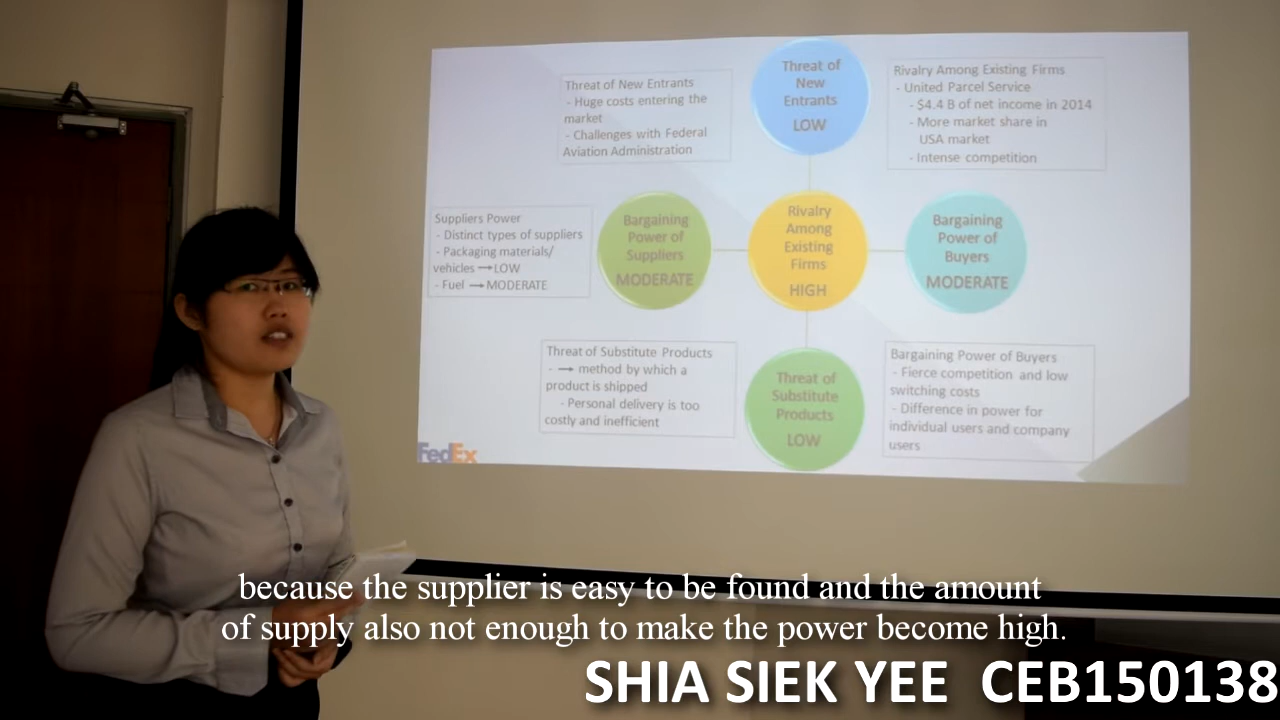 Threat of New Entrants
- Huge costs entering the
market
- Challenges with Federal
Aviation Administration
Threat of
New
Entrants
LOW
Rivalry Among Existing Firms
- United Parcel Service
- $4.4 B of net income in 2014
- More market share in
USA market
- Intense competition
Suppliers Power
- Distinct types of suppliers
- Packaging materials/
vehicles → LOW
- Fuel → MODERATE
Bargaining
Power of
Suppliers
MODERATE
Rivalry
Among
Existing
Firms
HIGH
Bargaining
Power of
Buyers
MODERATE
Threat of Substitute Products
- → method by which a
product is shipped
- Personal delivery is too
costly and inefficient
Threat of
Substitute
Products
LOW
Bargaining Power of Buyers
- Fierce competition and low
switching costs
- Difference in power for
individual users and company
users
FedEx
because the supplier is easy to be found and the amount
of supply also not enough to make the power become high.
SHIA SIEK YEE CEB150138